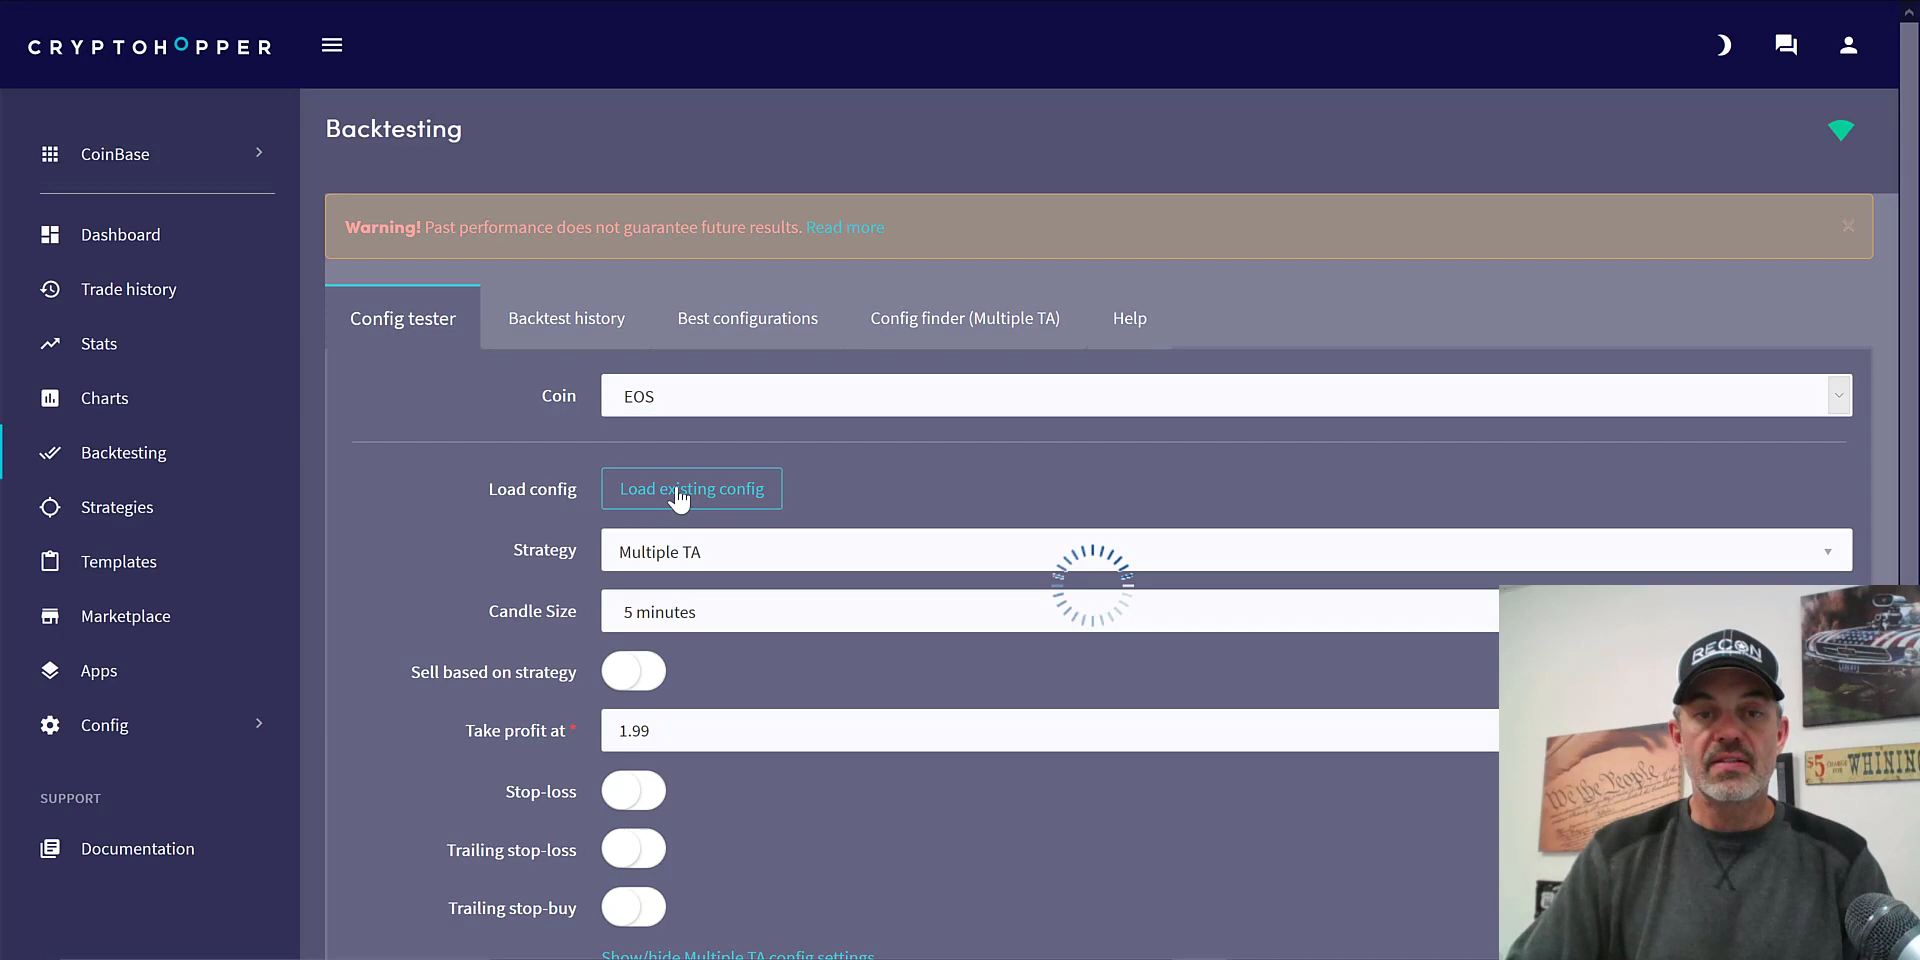 CRYPTOHOPPER
CoinBase
Dashboard
Trade history
Stats
Charts
Backtesting
Strategies
Templates
Marketplace
Apps
Config
SUPPORT
Documentation
Backtesting
Warning! Past performance does not guarantee future results. Read more
Config tester
Backtest history
Best configurations
Config finder (Multiple TA)
Help
Coin
EOS
Load config
Load existing config
Strategy
Multiple TA
Candle Size
5 minutes
Sell based on strategy
Take profit at *
1.99
Stop-loss
Trailing stop-loss
Trailing stop-buy
Show/hide Multiple TA config settings
RECON
We the People
$5 CHARGE FOR WHINING